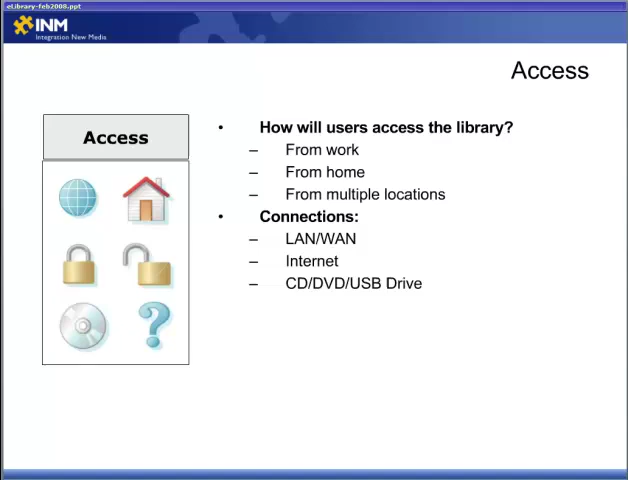 eLibrary-feb2008.ppt
INM
Integration New Media
Access
Access
• How will users access the library?
– From work
– From home
– From multiple locations
• Connections:
– LAN/WAN
– Internet
– CD/DVD/USB Drive